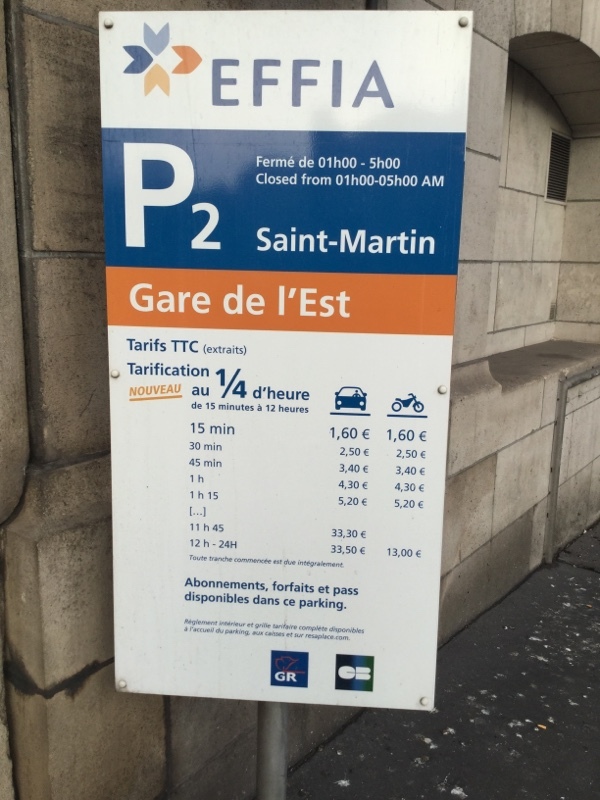 EFFIA
P2
Fermé de 01h00 - 5h00
Closed from 01h00-05h00 AM
Saint-Martin
Gare de l'Est
Tarifs TTC (extraits)
Tarification
NOUVEAU au 1/4 d'heure
de 15 minutes à 12 heures
15 min 1,60 € 1,60 €
30 min 2,50 € 2,50 €
45 min 3,40 € 3,40 €
1 h 4,30 € 4,30 €
1 h 15 5,20 € 5,20 €
[...]
11 h 45 33,30 €
12 h - 24H 33,50 € 13,00 €
Toute tranche commencée est due intégralement.
Abonnements, forfaits et pass
disponibles dans ce parking.
Règlement intérieur et grille tarifaire complète disponibles
à l'accueil du parking, aux caisses et sur resaplace.com.
GR CB